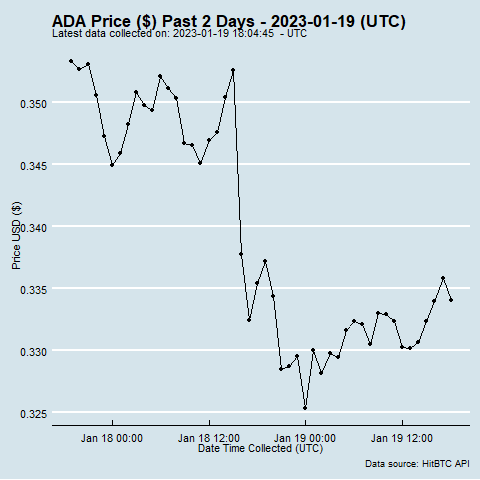 ADA Price ($) Past 2 Days - 2023-01-19 (UTC)
Latest data collected on: 2023-01-19 18:04:45  - UTC
0.350
0.345
0.340
0.335
0.330
0.325
Price USD ($)
Jan 18 00:00 Jan 18 12:00 Jan 19 00:00 Jan 19 12:00
Date Time Collected (UTC)
Data source: HitBTC API